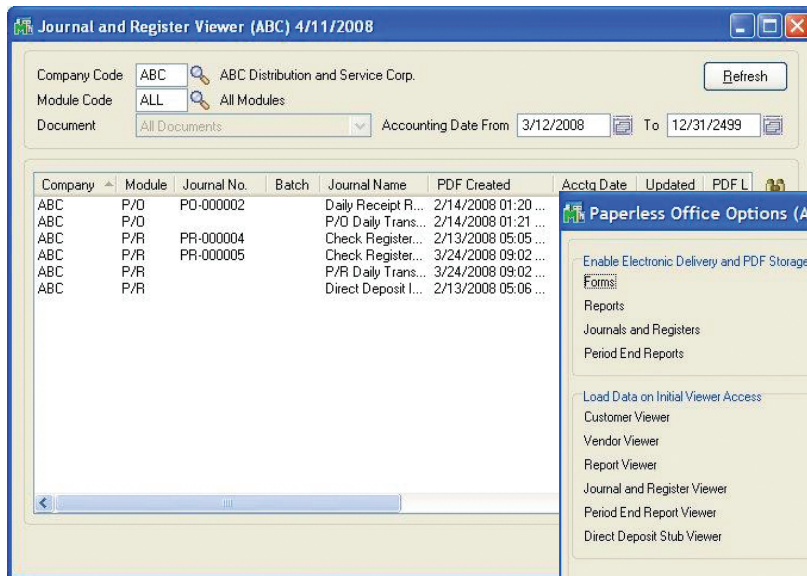 Journal and Register Viewer (ABC) 4/11/2008
Company Code ABC ABC Distribution and Service Corp. Refresh
Module Code ALL All Modules
Document All Documents Accounting Date From 3/12/2008 To 12/31/2499
Company Module Journal No. Batch Journal Name PDF Created Acctg Date Updated PDF L
ABC P/O PO-000002 Daily Receipt R... 2/14/2008 01:20 ...
ABC P/O P/O Daily Trans... 2/14/2008 01:21 ...
ABC P/R PR-000004 Check Register... 2/13/2008 05:05 ...
ABC P/R PR-000005 Check Register... 3/24/2008 09:02 ...
ABC P/R P/R Daily Trans... 3/24/2008 09:02 ...
ABC P/R Direct Deposit I... 2/13/2008 05:06 ...
Paperless Office Options (A
Enable Electronic Delivery and PDF Storage
Forms
Reports
Journals and Registers
Period End Reports
Load Data on Initial Viewer Access
Customer Viewer
Vendor Viewer
Report Viewer
Journal and Register Viewer
Period End Report Viewer
Direct Deposit Stub Viewer